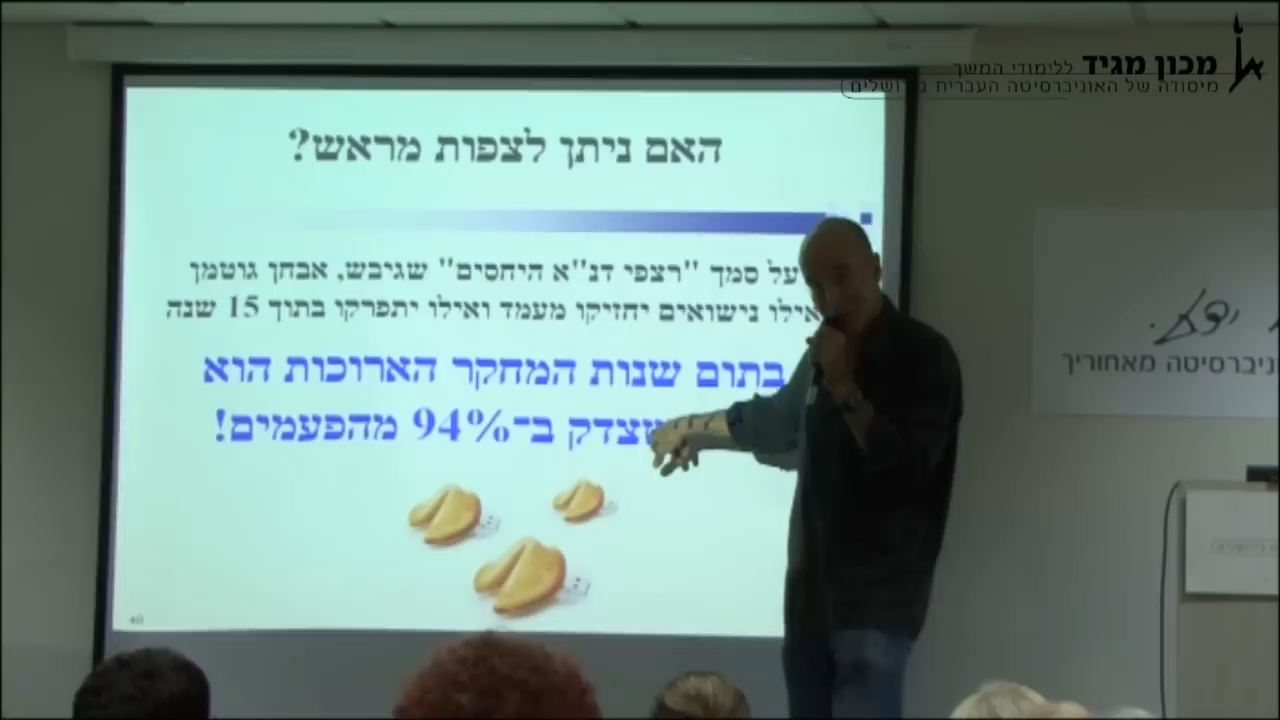 מכון מגיד ללימודי המשך
מיסודה של האוניברסיטה העברית בירושלים
האם ניתן לצפות מראש?
על סמך "רצפי דנ"א היחסים" שגיבש, אבחן גוטמן
אילו נישואים יחזיקו מעמד ואילו יתפרקו בתוך 15 שנה
בתום שנות המחקר הארוכות הוא
צדק ב־94% מהפעמים!
40
מאחוריך